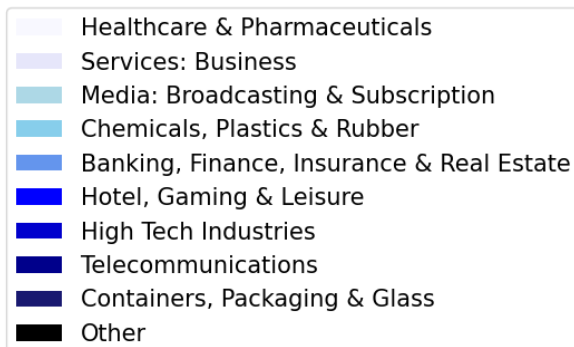 Healthcare & Pharmaceuticals
Services: Business
Media: Broadcasting & Subscription
Chemicals, Plastics & Rubber
Banking, Finance, Insurance & Real Estate
Hotel, Gaming & Leisure
High Tech Industries
Telecommunications
Containers, Packaging & Glass
Other